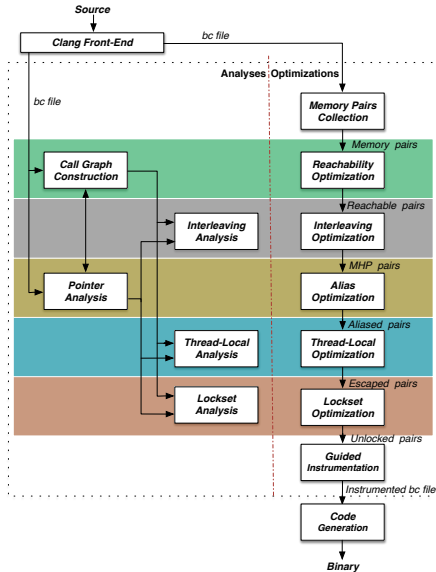 Source
Clang Front-End
bc file
bc file
Analyses Optimizations
Memory Pairs
Collection
Memory pairs
Call Graph
Construction
Reachability
Optimization
Reachable pairs
Interleaving
Analysis
Interleaving
Optimization
MHP pairs
Pointer
Analysis
Alias
Optimization
Aliased pairs
Thread-Local
Analysis
Thread-Local
Optimization
Escaped pairs
Lockset
Analysis
Lockset
Optimization
Unlocked pairs
Guided
Instrumentation
Instrumented bc file
Code
Generation
Binary